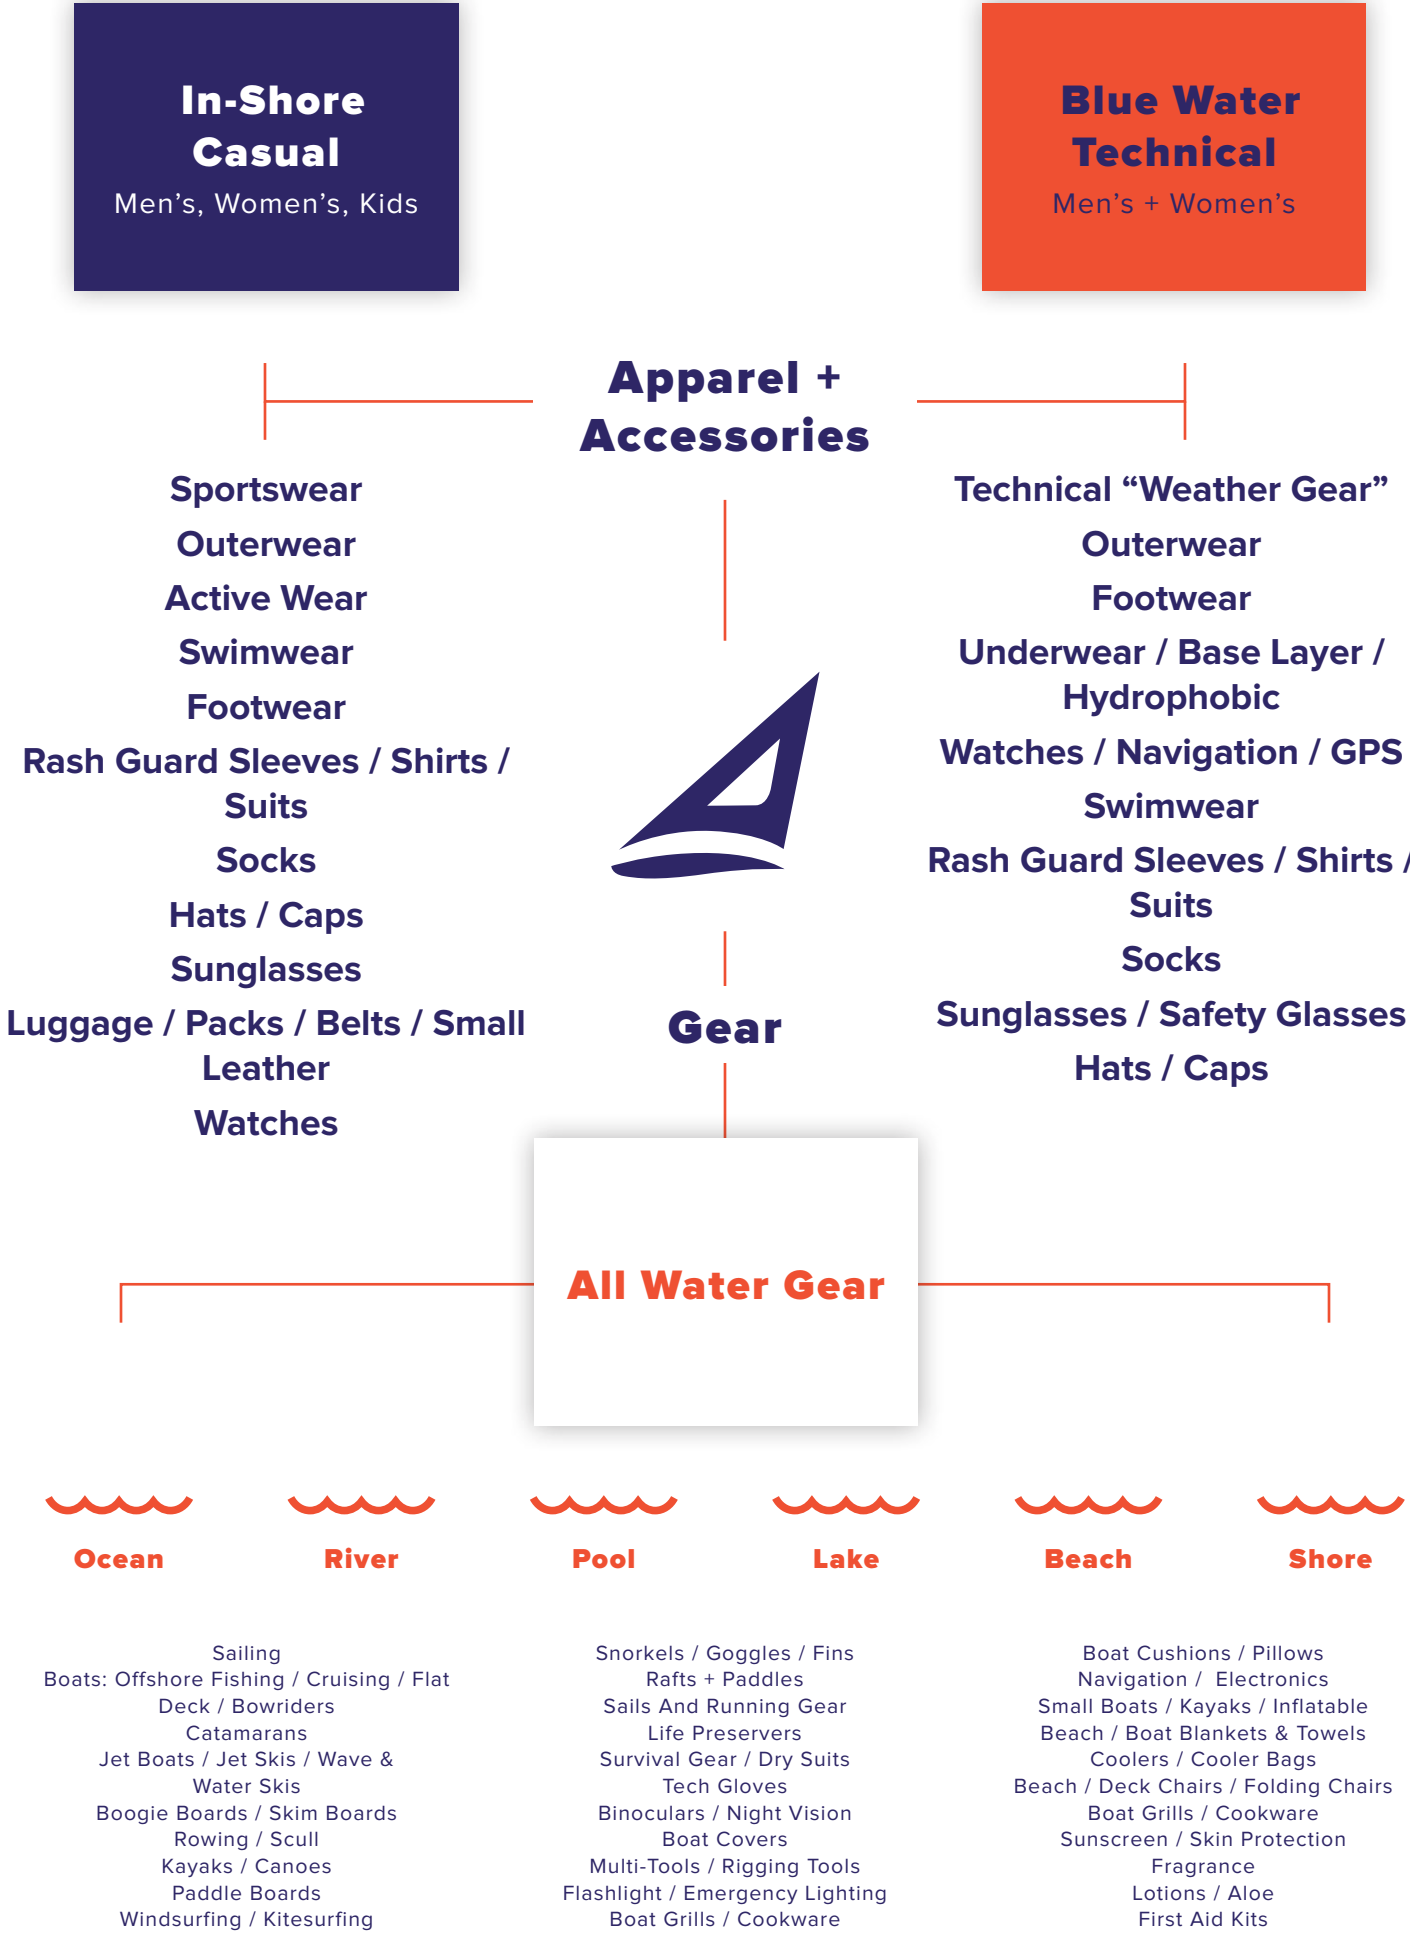 In-Shore
Casual
Men’s, Women’s, Kids
Blue Water
Technical
Men’s + Women’s
Apparel +
Accessories
Sportswear
Outerwear
Active Wear
Swimwear
Footwear
Rash Guard Sleeves / Shirts /
Suits
Socks
Hats / Caps
Sunglasses
Luggage / Packs / Belts / Small
Leather
Watches
Technical “Weather Gear”
Outerwear
Footwear
Underwear / Base Layer /
Hydrophobic
Watches / Navigation / GPS
Swimwear
Rash Guard Sleeves / Shirts /
Suits
Socks
Sunglasses / Safety Glasses
Hats / Caps
Gear
All Water Gear
Ocean
River
Pool
Lake
Beach
Shore
Sailing
Boats: Offshore Fishing / Cruising / Flat
Deck / Bowriders
Catamarans
Jet Boats / Jet Skis / Wave &
Water Skis
Boogie Boards / Skim Boards
Rowing / Scull
Kayaks / Canoes
Paddle Boards
Windsurfing / Kitesurfing
Snorkels / Goggles / Fins
Rafts + Paddles
Sails And Running Gear
Life Preservers
Survival Gear / Dry Suits
Tech Gloves
Binoculars / Night Vision
Boat Covers
Multi-Tools / Rigging Tools
Flashlight / Emergency Lighting
Boat Grills / Cookware
Boat Cushions / Pillows
Navigation / Electronics
Small Boats / Kayaks / Inflatable
Beach / Boat Blankets & Towels
Coolers / Cooler Bags
Beach / Deck Chairs / Folding Chairs
Boat Grills / Cookware
Sunscreen / Skin Protection
Fragrance
Lotions / Aloe
First Aid Kits